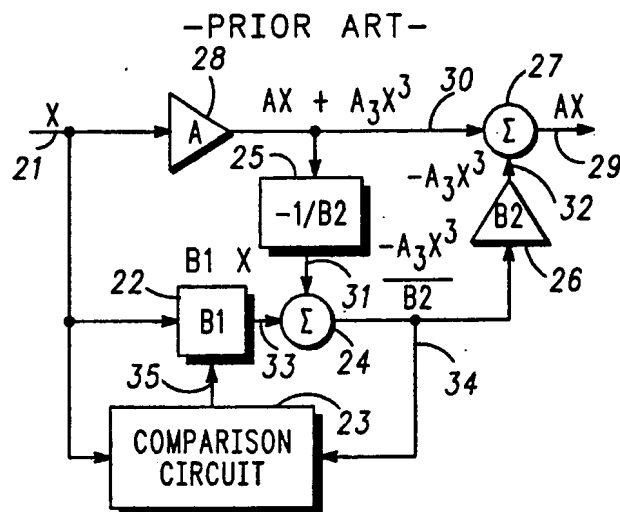 -PRIOR ART-
28
27
X
A
AX + A₃X³
30
Σ
AX
21
25
29
-1/B2
-A₃X³
32
B2
B1 X
-A₃X³
B2
26
22
31
B1
33
Σ
24
34
35
23
COMPARISON
CIRCUIT